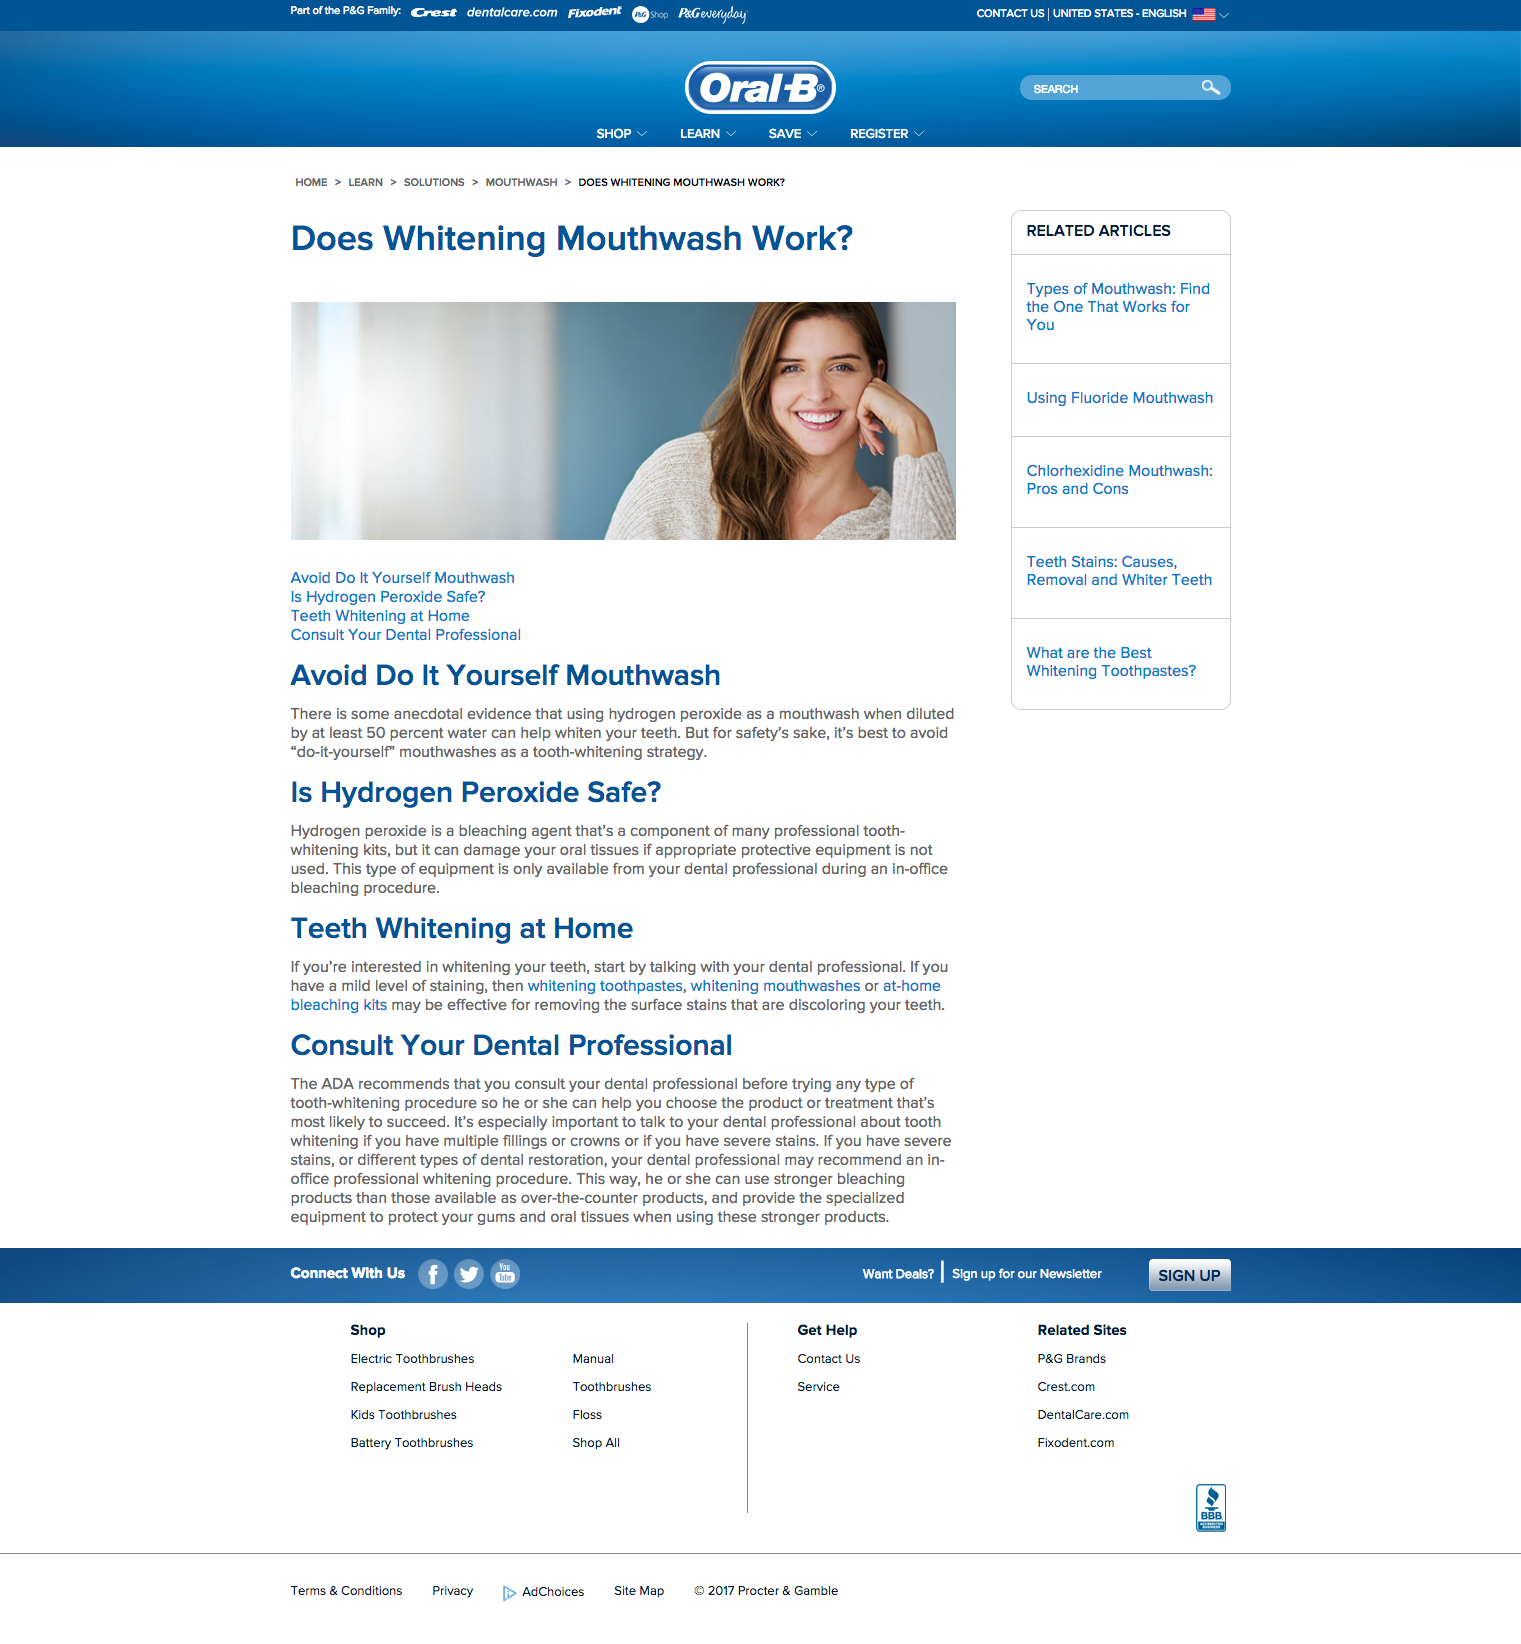 Part of the P&G Family: Crest dentalcare.com Fixodent P&G Shop P&G everyday
CONTACT US | UNITED STATES - ENGLISH
Oral-B®
SEARCH
SHOP LEARN SAVE REGISTER
HOME > LEARN > SOLUTIONS > MOUTHWASH > DOES WHITENING MOUTHWASH WORK?
Does Whitening Mouthwash Work?
Avoid Do It Yourself Mouthwash
Is Hydrogen Peroxide Safe?
Teeth Whitening at Home
Consult Your Dental Professional
Avoid Do It Yourself Mouthwash
There is some anecdotal evidence that using hydrogen peroxide as a mouthwash when diluted
by at least 50 percent water can help whiten your teeth. But for safety’s sake, it’s best to avoid
“do-it-yourself” mouthwashes as a tooth-whitening strategy.
Is Hydrogen Peroxide Safe?
Hydrogen peroxide is a bleaching agent that’s a component of many professional tooth-
whitening kits, but it can damage your oral tissues if appropriate protective equipment is not
used. This type of equipment is only available from your dental professional during an in-office
bleaching procedure.
Teeth Whitening at Home
If you’re interested in whitening your teeth, start by talking with your dental professional. If you
have a mild level of staining, then whitening toothpastes, whitening mouthwashes or at-home
bleaching kits may be effective for removing the surface stains that are discoloring your teeth.
Consult Your Dental Professional
The ADA recommends that you consult your dental professional before trying any type of
tooth-whitening procedure so he or she can help you choose the product or treatment that’s
most likely to succeed. It’s especially important to talk to your dental professional about tooth
whitening if you have multiple fillings or crowns or if you have severe stains. If you have severe
stains, or different types of dental restoration, your dental professional may recommend an in-
office professional whitening procedure. This way, he or she can use stronger bleaching
products than those available as over-the-counter products, and provide the specialized
equipment to protect your gums and oral tissues when using these stronger products.
RELATED ARTICLES
Types of Mouthwash: Find
the One That Works for
You
Using Fluoride Mouthwash
Chlorhexidine Mouthwash:
Pros and Cons
Teeth Stains: Causes,
Removal and Whiter Teeth
What are the Best
Whitening Toothpastes?
Connect With Us
You
Tube
Want Deals? Sign up for our Newsletter
SIGN UP
Shop
Electric Toothbrushes
Replacement Brush Heads
Kids Toothbrushes
Battery Toothbrushes
Manual
Toothbrushes
Floss
Shop All
Get Help
Contact Us
Service
Related Sites
P&G Brands
Crest.com
DentalCare.com
Fixodent.com
BBB
ACCREDITED
BUSINESS
Terms & Conditions Privacy AdChoices Site Map © 2017 Procter & Gamble